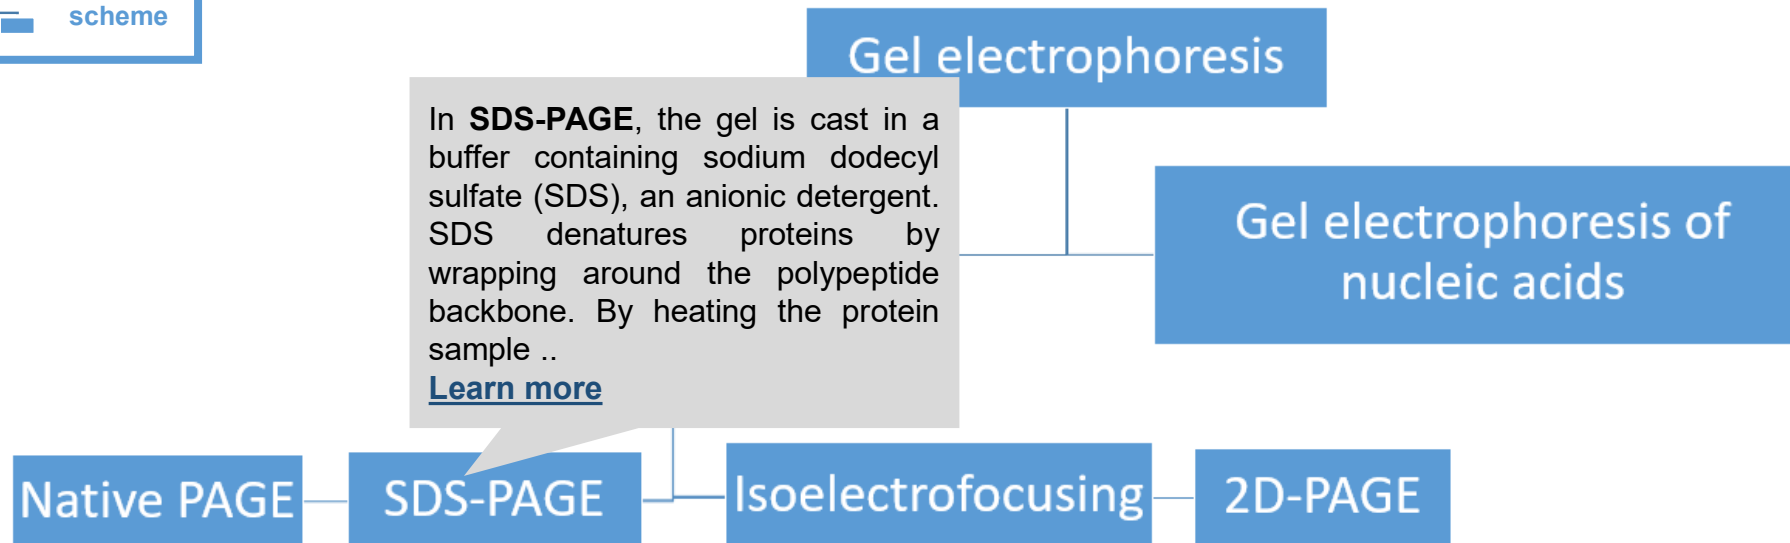 scheme
Gel electrophoresis
In SDS-PAGE, the gel is cast in a
buffer containing sodium dodecyl
sulfate (SDS), an anionic detergent.
SDS denatures proteins by
wrapping around the polypeptide
backbone. By heating the protein
sample ..
Learn more
Gel electrophoresis of
nucleic acids
Native PAGE
SDS-PAGE
Isoelectrofocusing
2D-PAGE